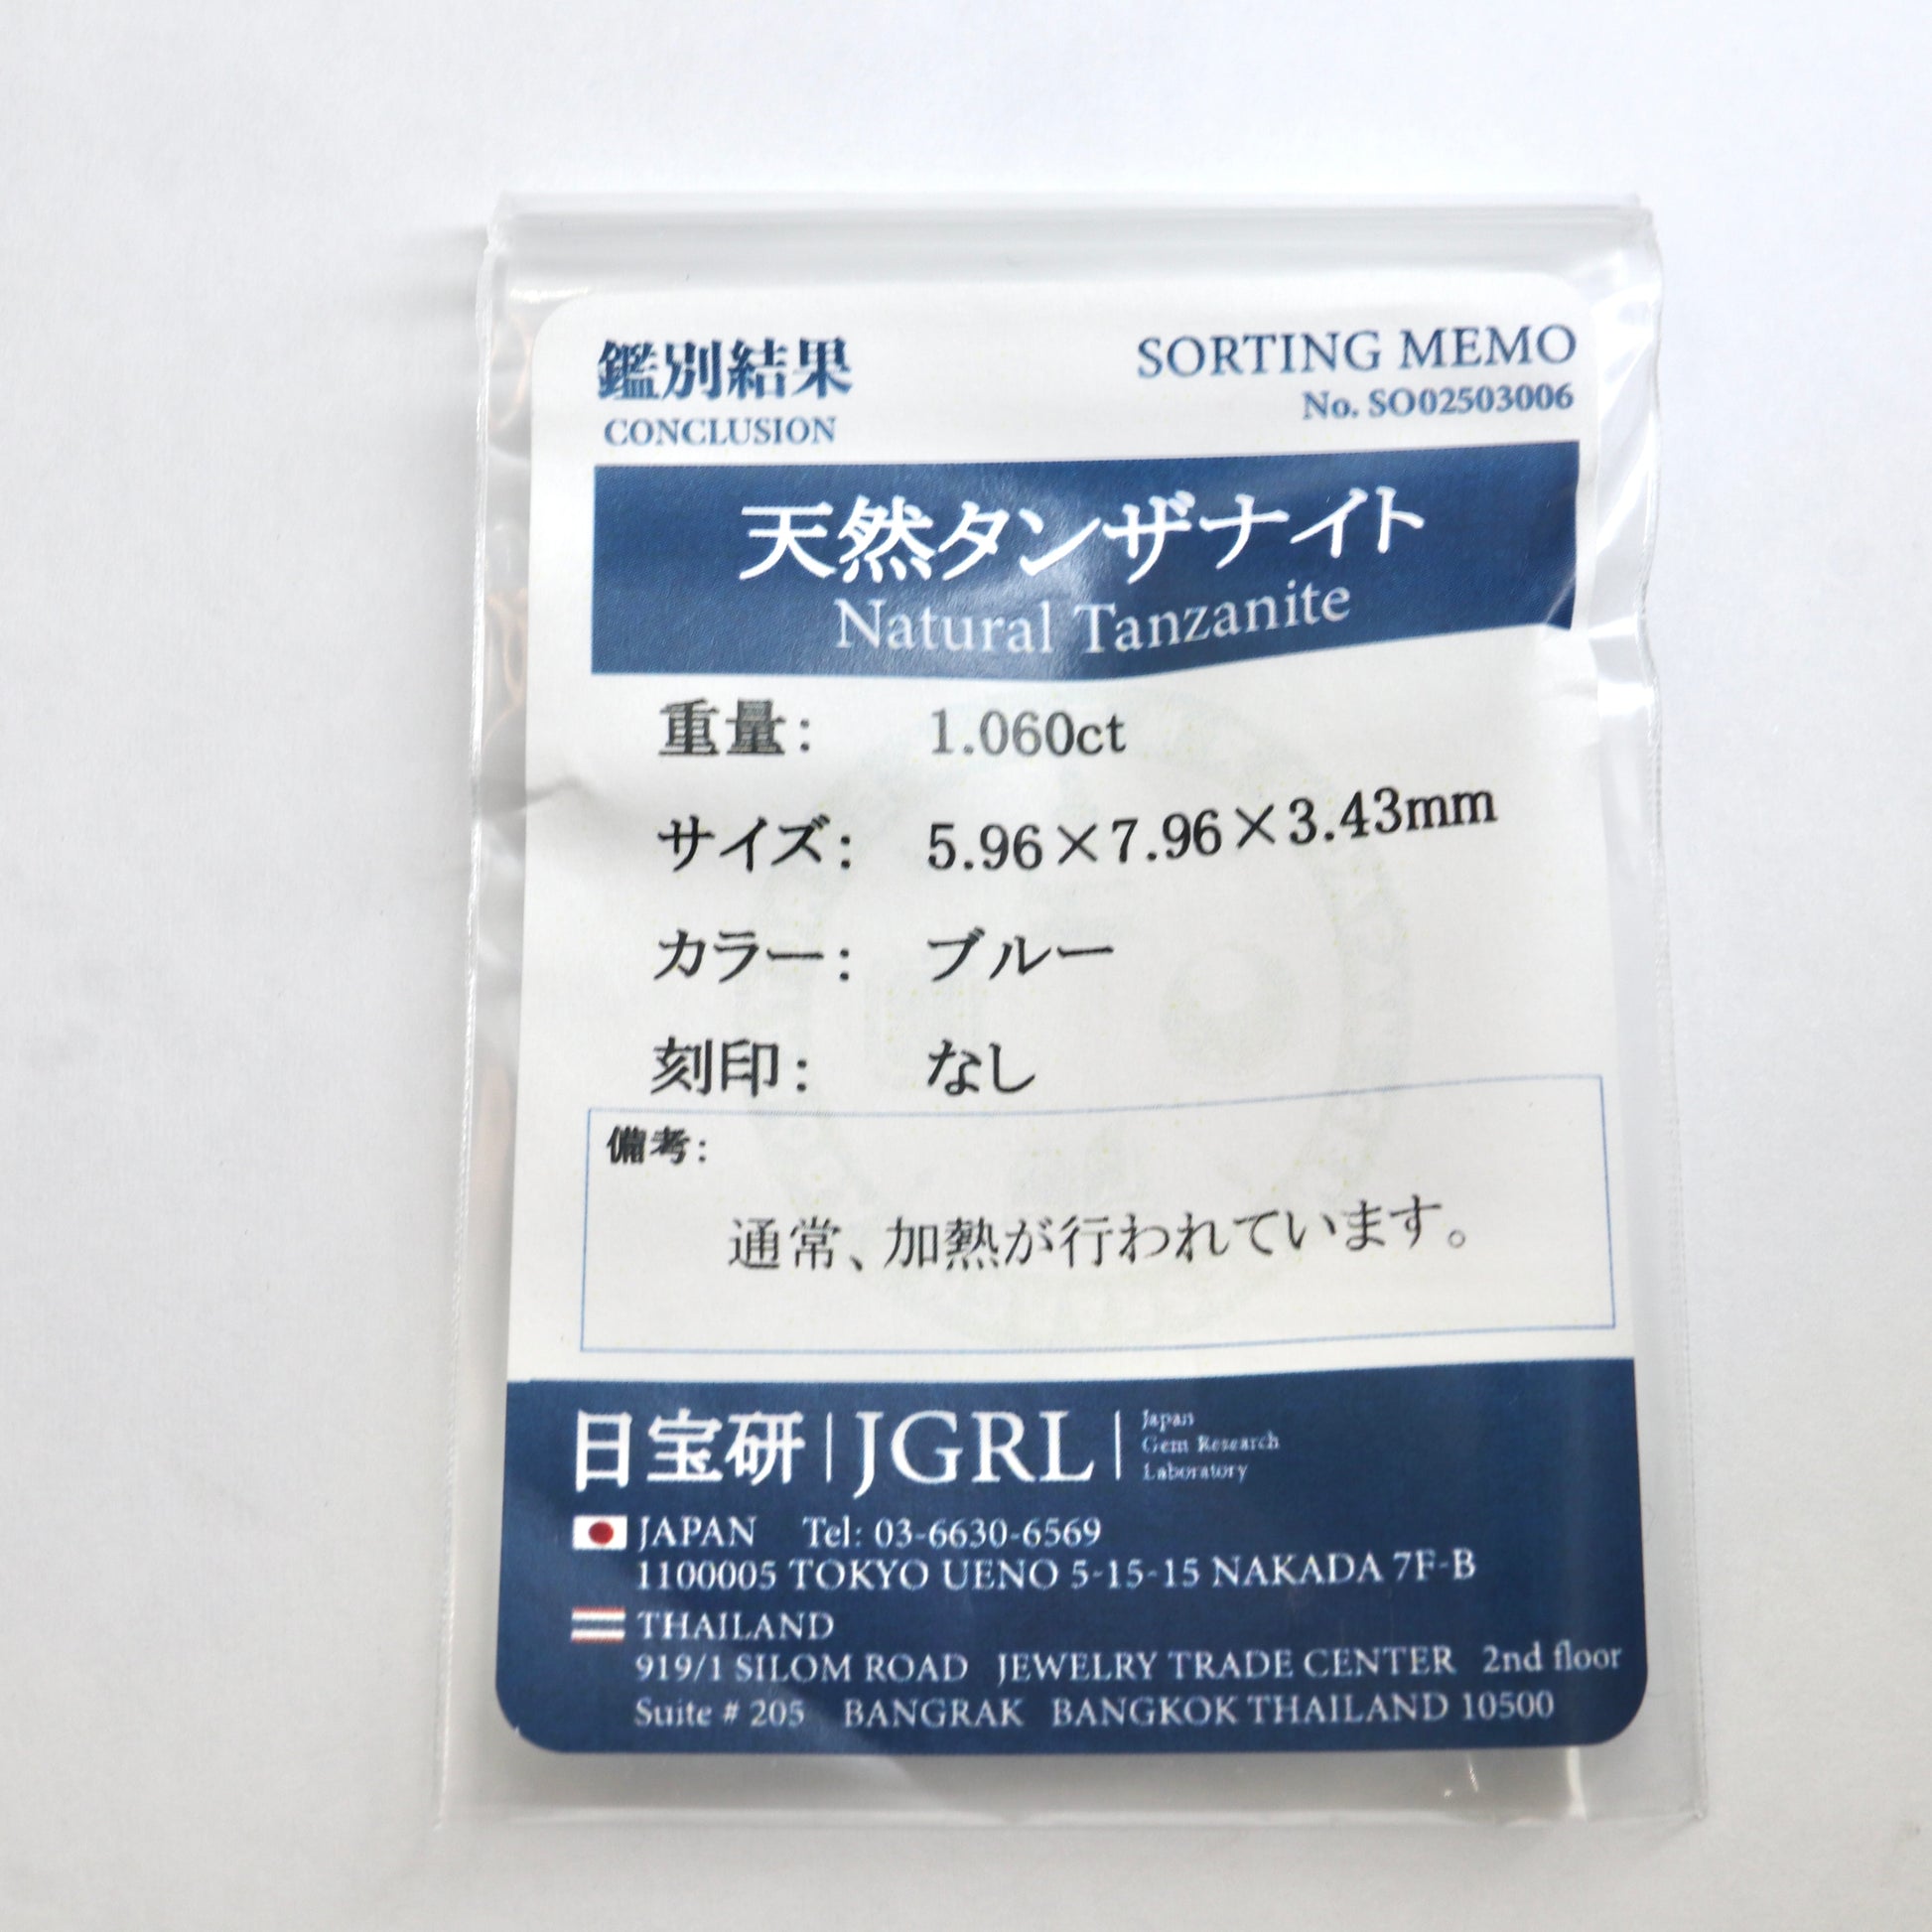 鑑別結果
CONCLUSION
SORTING MEMO
No. SO02503006
天然タンザナイト
Natural Tanzanite
重量: 1.060ct
サイズ: 5.96×7.96×3.43mm
カラー: ブルー
刻印: なし
備考:
通常、加熱が行われています。
日宝研 | JGRL |
Japan
Gem Research
Laboratory
JAPAN Tel: 03-6630-6569
1100005 TOKYO UENO 5-15-15 NAKADA 7F-B
THAILAND
919/1 SILOM ROAD JEWELRY TRADE CENTER 2nd floor
Suite # 205 BANGRAK BANGKOK THAILAND 10500